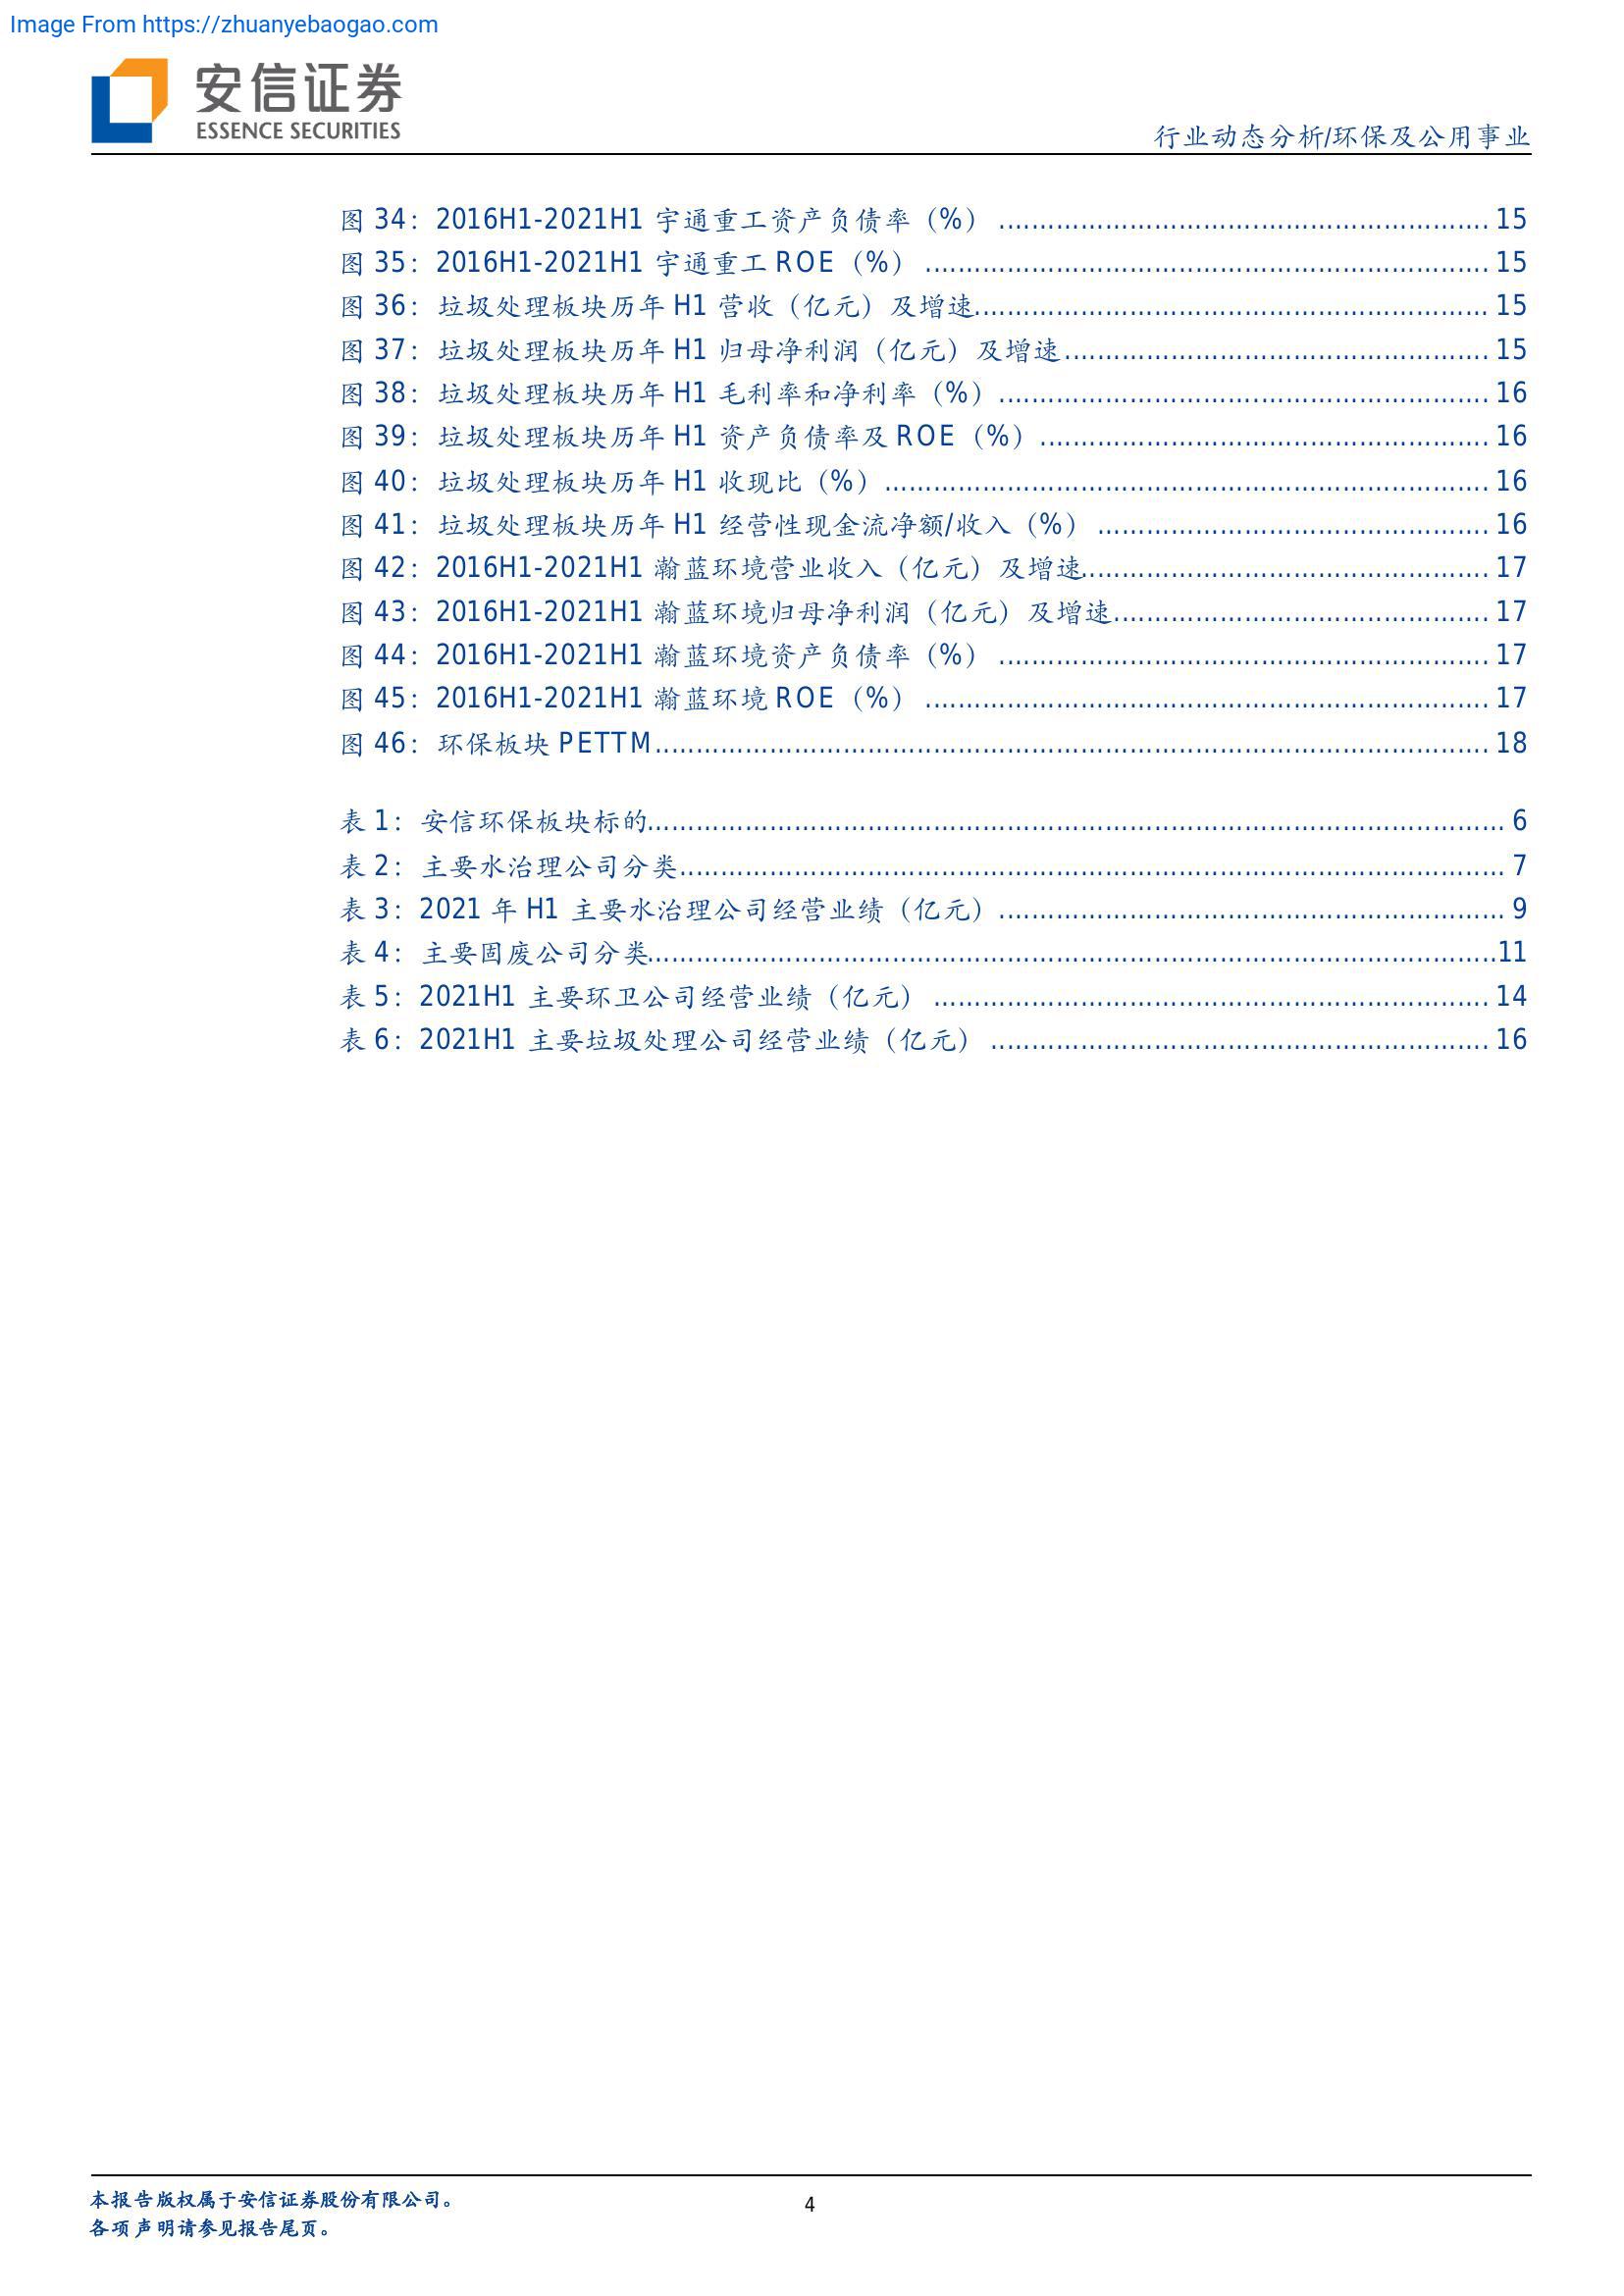 Image From https://zhuanyebaogao.com
安信证券
ESSENCE SECURITIES
行业动态分析/环保及公用事业
图 34：2016H1-2021H1 宇通重工资产负债率（%） ........................................ 15
图 35：2016H1-2021H1 宇通重工 ROE（%） ........................................ 15
图 36：垃圾处理板块历年 H1 营收（亿元）及增速........................................ 15
图 37：垃圾处理板块历年 H1 归母净利润（亿元）及增速........................................ 15
图 38：垃圾处理板块历年 H1 毛利率和净利率（%）........................................ 16
图 39：垃圾处理板块历年 H1 资产负债率及 ROE（%）........................................ 16
图 40：垃圾处理板块历年 H1 收现比（%）........................................ 16
图 41：垃圾处理板块历年 H1 经营性现金流净额/收入（%） ........................................ 16
图 42：2016H1-2021H1 瀚蓝环境营业收入（亿元）及增速........................................ 17
图 43：2016H1-2021H1 瀚蓝环境归母净利润（亿元）及增速........................................ 17
图 44：2016H1-2021H1 瀚蓝环境资产负债率（%） ........................................ 17
图 45：2016H1-2021H1 瀚蓝环境 ROE（%） ........................................ 17
图 46：环保板块 PETTM........................................ 18
表 1：安信环保板块标的........................................ 6
表 2：主要水治理公司分类........................................ 7
表 3：2021 年 H1 主要水治理公司经营业绩（亿元）........................................ 9
表 4：主要固废公司分类........................................11
表 5：2021H1 主要环卫公司经营业绩（亿元） ........................................ 14
表 6：2021H1 主要垃圾处理公司经营业绩（亿元） ........................................ 16
本报告版权属于安信证券股份有限公司。
4
各项声明请参见报告尾页。